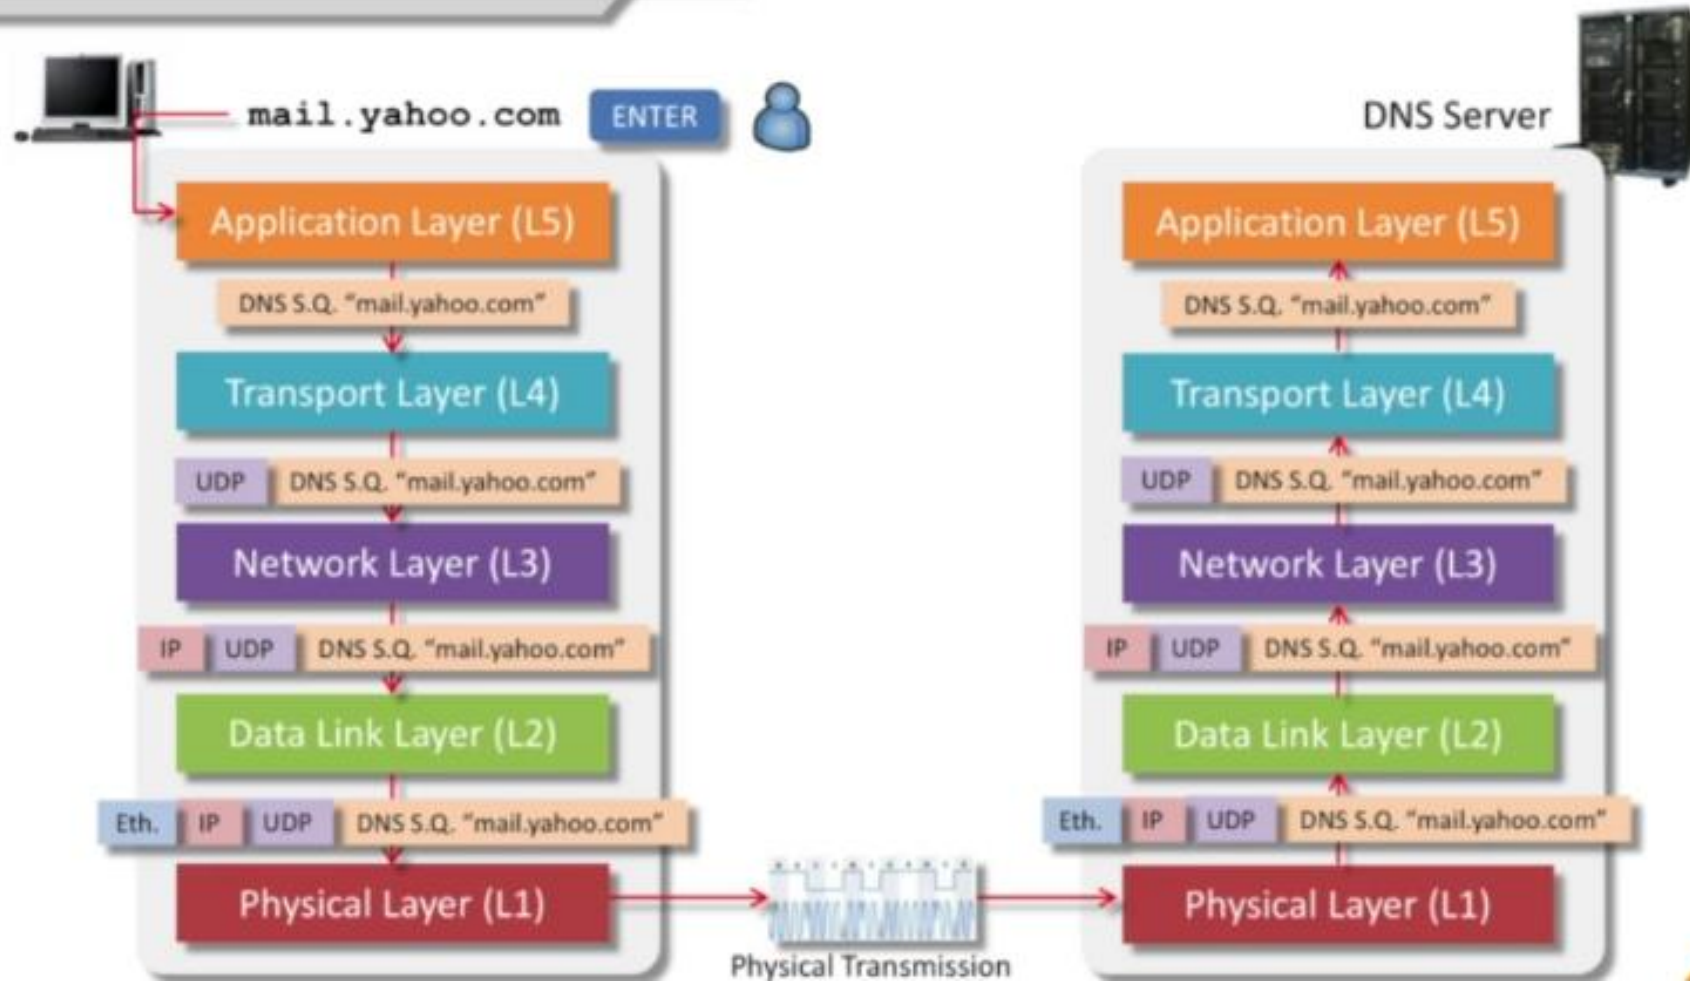 mail.yahoo.com ENTER
DNS Server
Application Layer (L5)
DNS S.Q. "mail.yahoo.com"
Transport Layer (L4)
UDP DNS S.Q. "mail.yahoo.com"
Network Layer (L3)
IP UDP DNS S.Q. "mail.yahoo.com"
Data Link Layer (L2)
Eth. IP UDP DNS S.Q. "mail.yahoo.com"
Physical Layer (L1)
Physical Transmission
Application Layer (L5)
DNS S.Q. "mail.yahoo.com"
Transport Layer (L4)
UDP DNS S.Q. "mail.yahoo.com"
Network Layer (L3)
IP UDP DNS S.Q. "mail.yahoo.com"
Data Link Layer (L2)
Eth. IP UDP DNS S.Q. "mail.yahoo.com"
Physical Layer (L1)